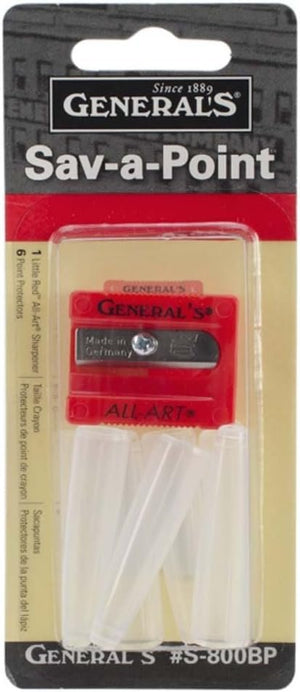 Since 1889
GENERAL'S®
Sav-a-Point
1 Little Red™ All-Art® Sharpener
6 Point Protectors
Taille Crayon
Protecteurs de point de crayon
Sacapuntas
Protectores de la punta del lápiz
GENERAL'S
GENERAL'S®
Made in
Germany
ALL-ART®
GENERAL'S #S-800BP